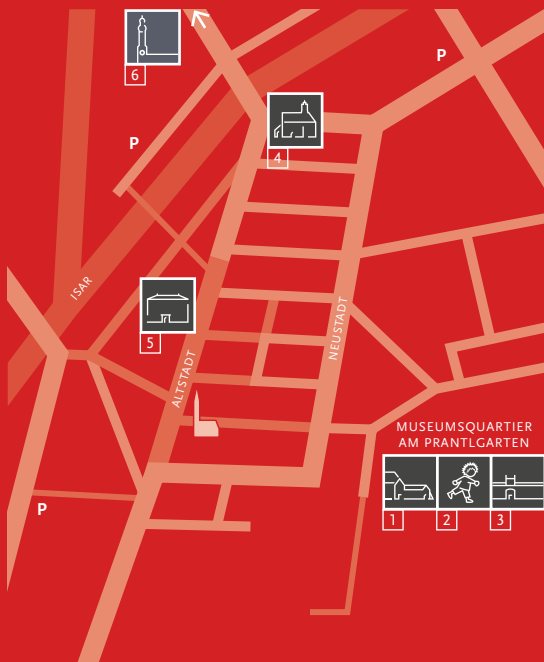 6
P
P
4
ISAR
5
ALTSTADT
NEUSTADT
MUSEUMSQUARTIER
AM PRANTLGARTEN
1 2 3
P